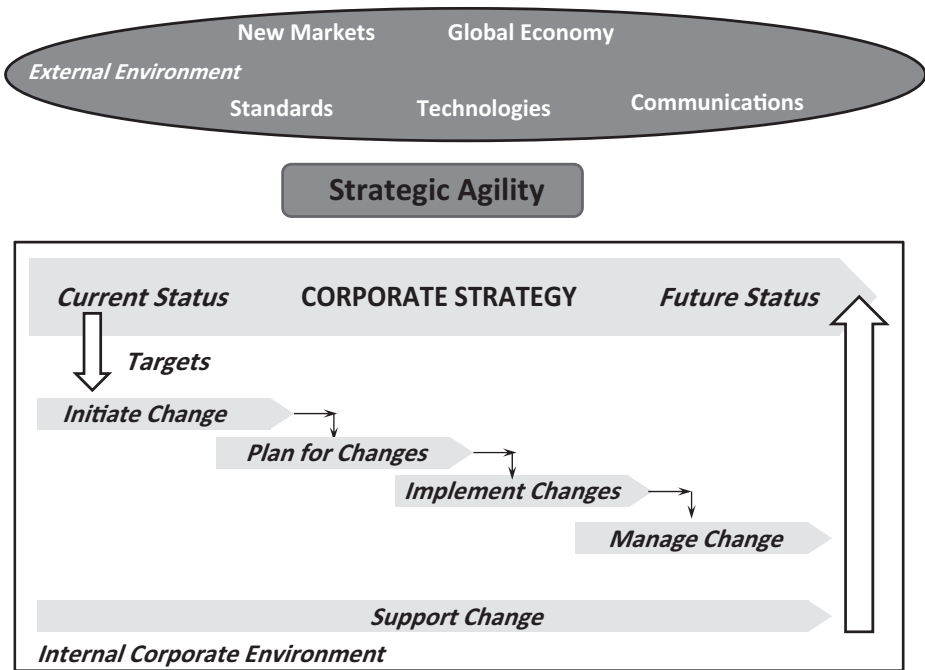 New Markets Global Economy
External Environment
Standards Technologies Communications
Strategic Agility
Current Status CORPORATE STRATEGY Future Status
Targets
Initiate Change
Plan for Changes
Implement Changes
Manage Change
Support Change
Internal Corporate Environment